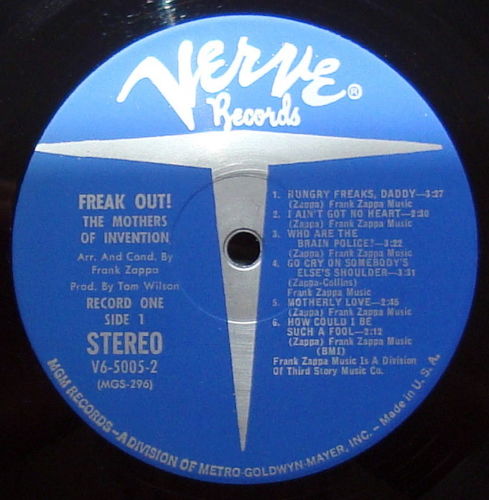 Verve ®
Records
FREAK OUT!
THE MOTHERS
OF INVENTION
Arr. And Cond. By
Frank Zappa
Prod. By Tom Wilson
RECORD ONE
SIDE 1
STEREO
V6-5005-2
(MGS-296)
1. HUNGRY FREAKS, DADDY—3:27
(Zappa) Frank Zappa Music
2. I AIN'T GOT NO HEART—2:30
(Zappa) Frank Zappa Music
3. WHO ARE THE
BRAIN POLICE?—3:22
(Zappa) Frank Zappa Music
4. GO CRY ON SOMEBODY'S
ELSE'S SHOULDER—3:31
(Zappa-Collins)
Frank Zappa Music
5. MOTHERLY LOVE—2:45
(Zappa) Frank Zappa Music
6. HOW COULD I BE
SUCH A FOOL—2:12
(Zappa) Frank Zappa Music
(BMI)
Frank Zappa Music Is A Division
Of Third Story Music Co.
MGM RECORDS—A DIVISION OF METRO-GOLDWYN-MAYER, INC. – Made in U. S. A.